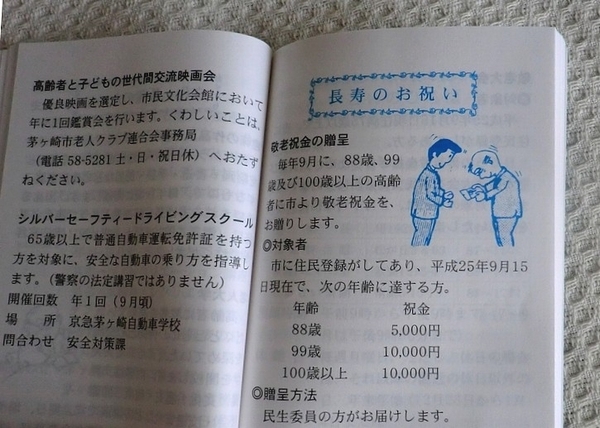 高齢者と子どもの世代間交流映画会
優良映画を選定し、市民文化会館において
年に1回鑑賞会を行います。くわしいことは、
茅ヶ崎市老人クラブ連合会事務局
(電話 58-5281 土・日・祝日休) へおたず
ねください。
シルバーセーフティードライビングスクール
65歳以上で普通自動車運転免許証を持つ
方を対象に、安全な自動車の乗り方を指導し
ます。(警察の法定講習ではありません)
開催回数 年1回 (9月頃)
場 所 京急茅ヶ崎自動車学校
問合わせ 安全対策課
長寿のお祝い
敬老祝金の贈呈
毎年9月に、88歳、99
歳及び100歳以上の高齢
者に市より敬老祝金を、
お贈りします。
◎対象者
市に住民登録がしてあり、平成25年9月15
日現在で、次の年齢に達する方。
年齢 祝金
88歳 5,000円
99歳 10,000円
100歳以上 10,000円
◎贈呈方法
民生委員の方がお届けします。